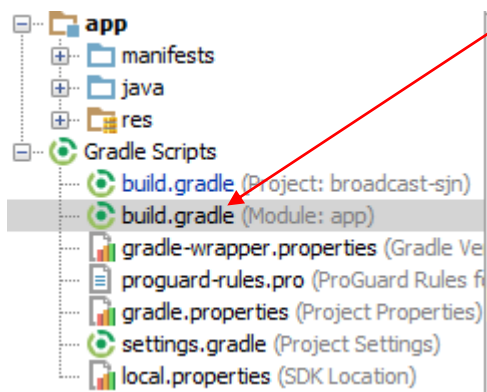 app
manifests
java
res
Gradle Scripts
build.gradle (Project: broadcast-sjn)
build.gradle (Module: app)
gradle-wrapper.properties (Gradle Ve
proguard-rules.pro (ProGuard Rules f
gradle.properties (Project Properties)
settings.gradle (Project Settings)
local.properties (SDK Location)